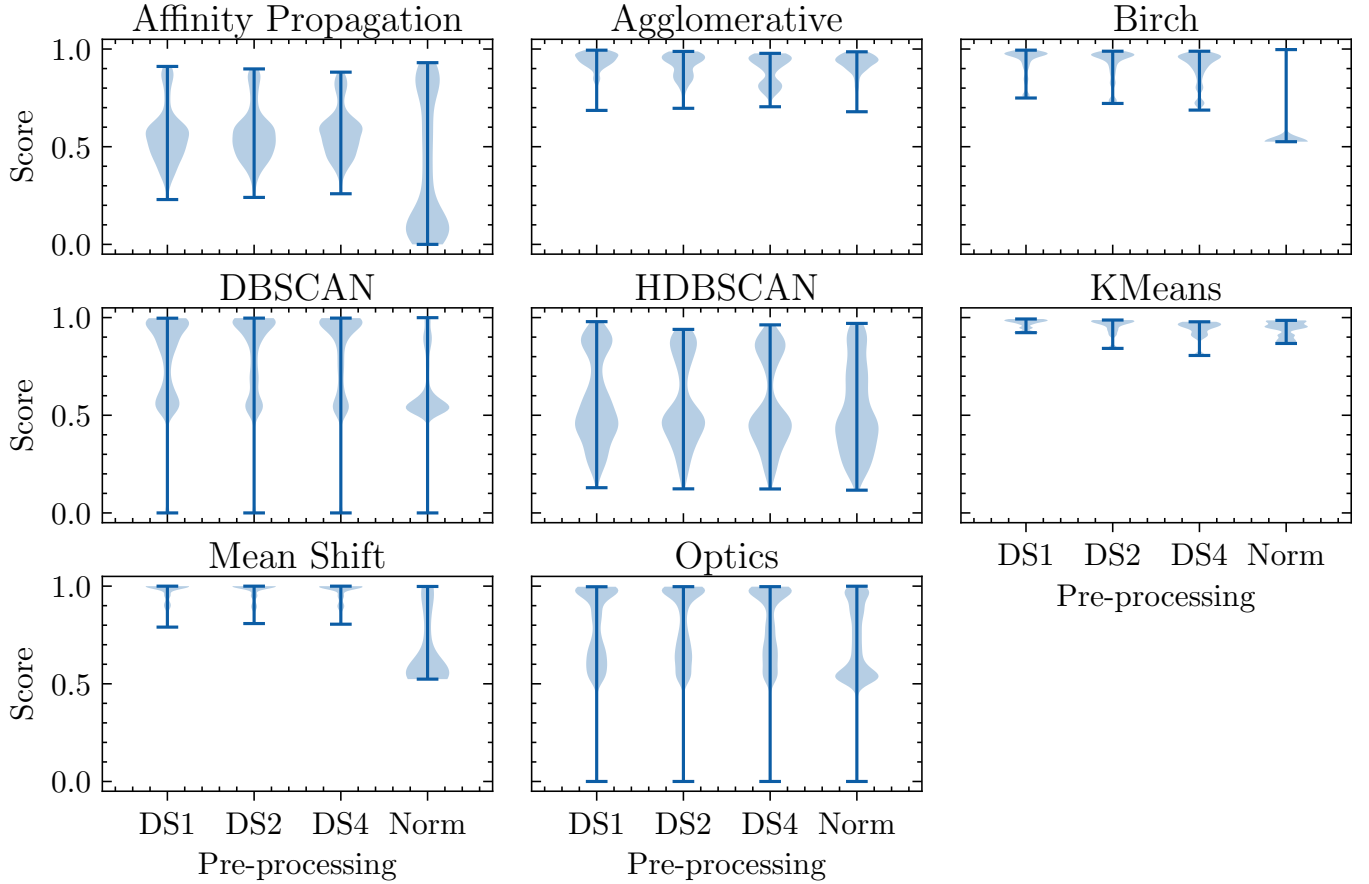 Affinity Propagation
Agglomerative
Birch
Score
1.0
0.5
0.0
DBSCAN
HDBSCAN
KMeans
Score
1.0
0.5
0.0
DS1 DS2 DS4 Norm
Pre-processing
Mean Shift
Optics
Score
1.0
0.5
0.0
DS1 DS2 DS4 Norm
Pre-processing
DS1 DS2 DS4 Norm
Pre-processing